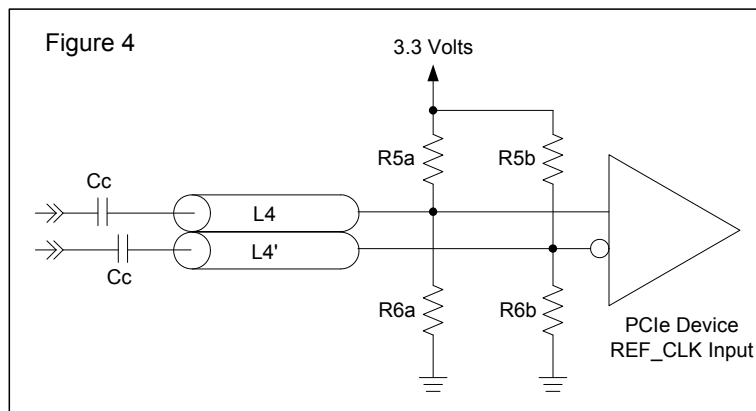 Figure 4
3.3 Volts
R5a
R5b
Cc
L4
L4'
Cc
R6a
R6b
PCIe Device
REF_CLK Input